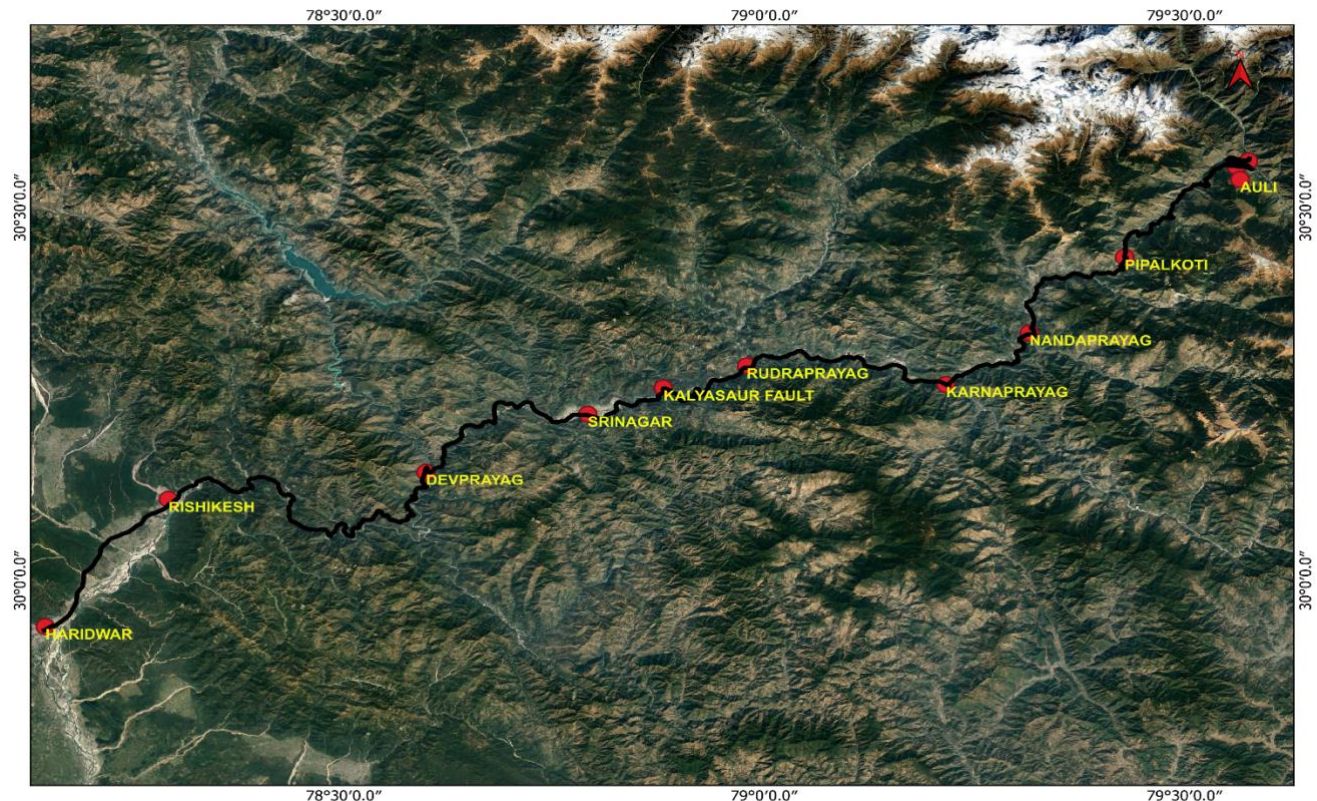 78°30′0.0″
79°0′0.0″
79°30′0.0″
30°30′0.0″
30°30′0.0″
AULI
PIPALKOTI
NANDAPRAYAG
RUDRAPRAYAG
KARNAPRAYAG
KALYASAUR FAULT
SRINAGAR
DEVPRAYAG
RISHIKESH
30°0′0.0″
30°0′0.0″
HARIDWAR
78°30′0.0″
79°0′0.0″
79°30′0.0″